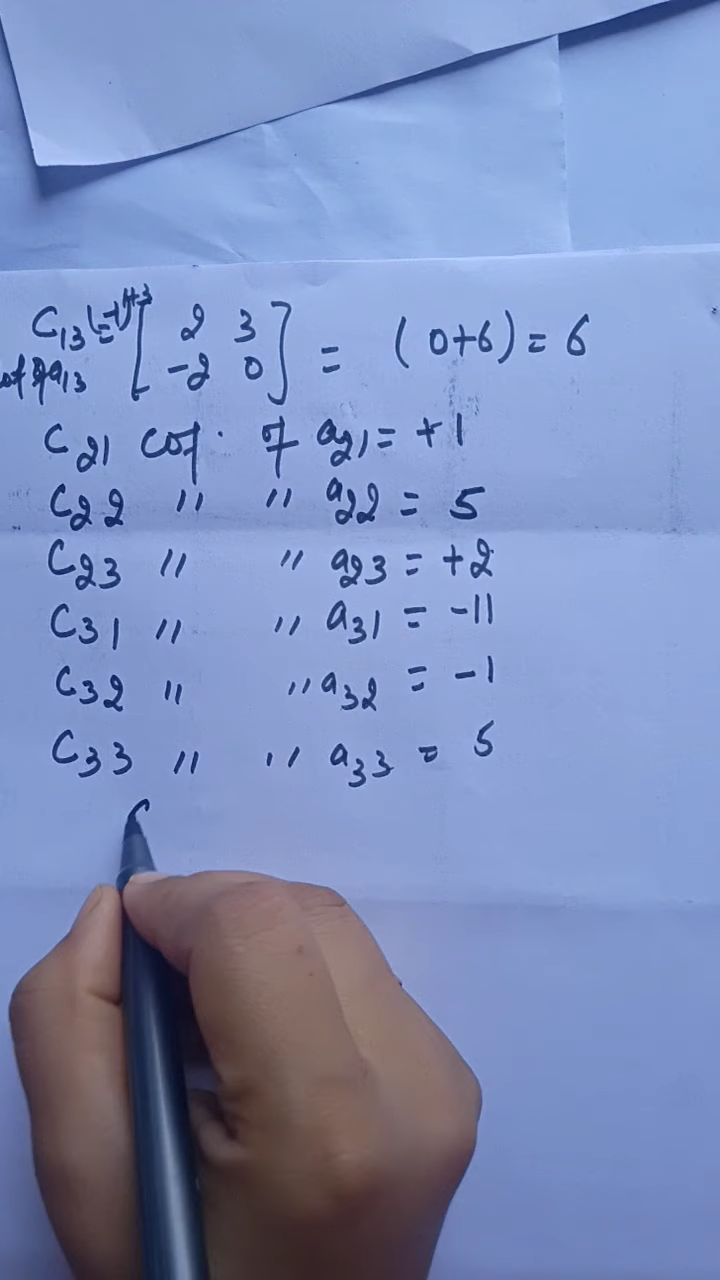 C₁₃ = (-1)¹⁺³ [ 2 3
-2 0 ] = ( 0+6 ) = 6
cof of a₁₃
C₂₁ cof. of a₂₁ = +1
C₂₂ " " a₂₂ = 5
C₂₃ " " a₂₃ = +2
C₃₁ " " a₃₁ = -11
C₃₂ " " a₃₂ = -1
C₃₃ " " a₃₃ = 5